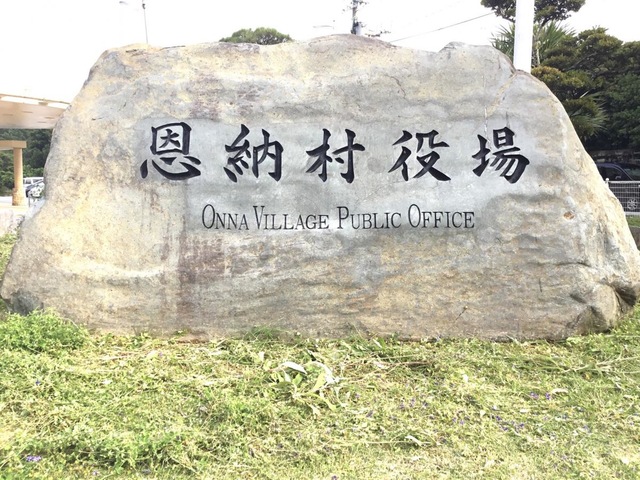 恩納村役場
ONNA VILLAGE PUBLIC OFFICE